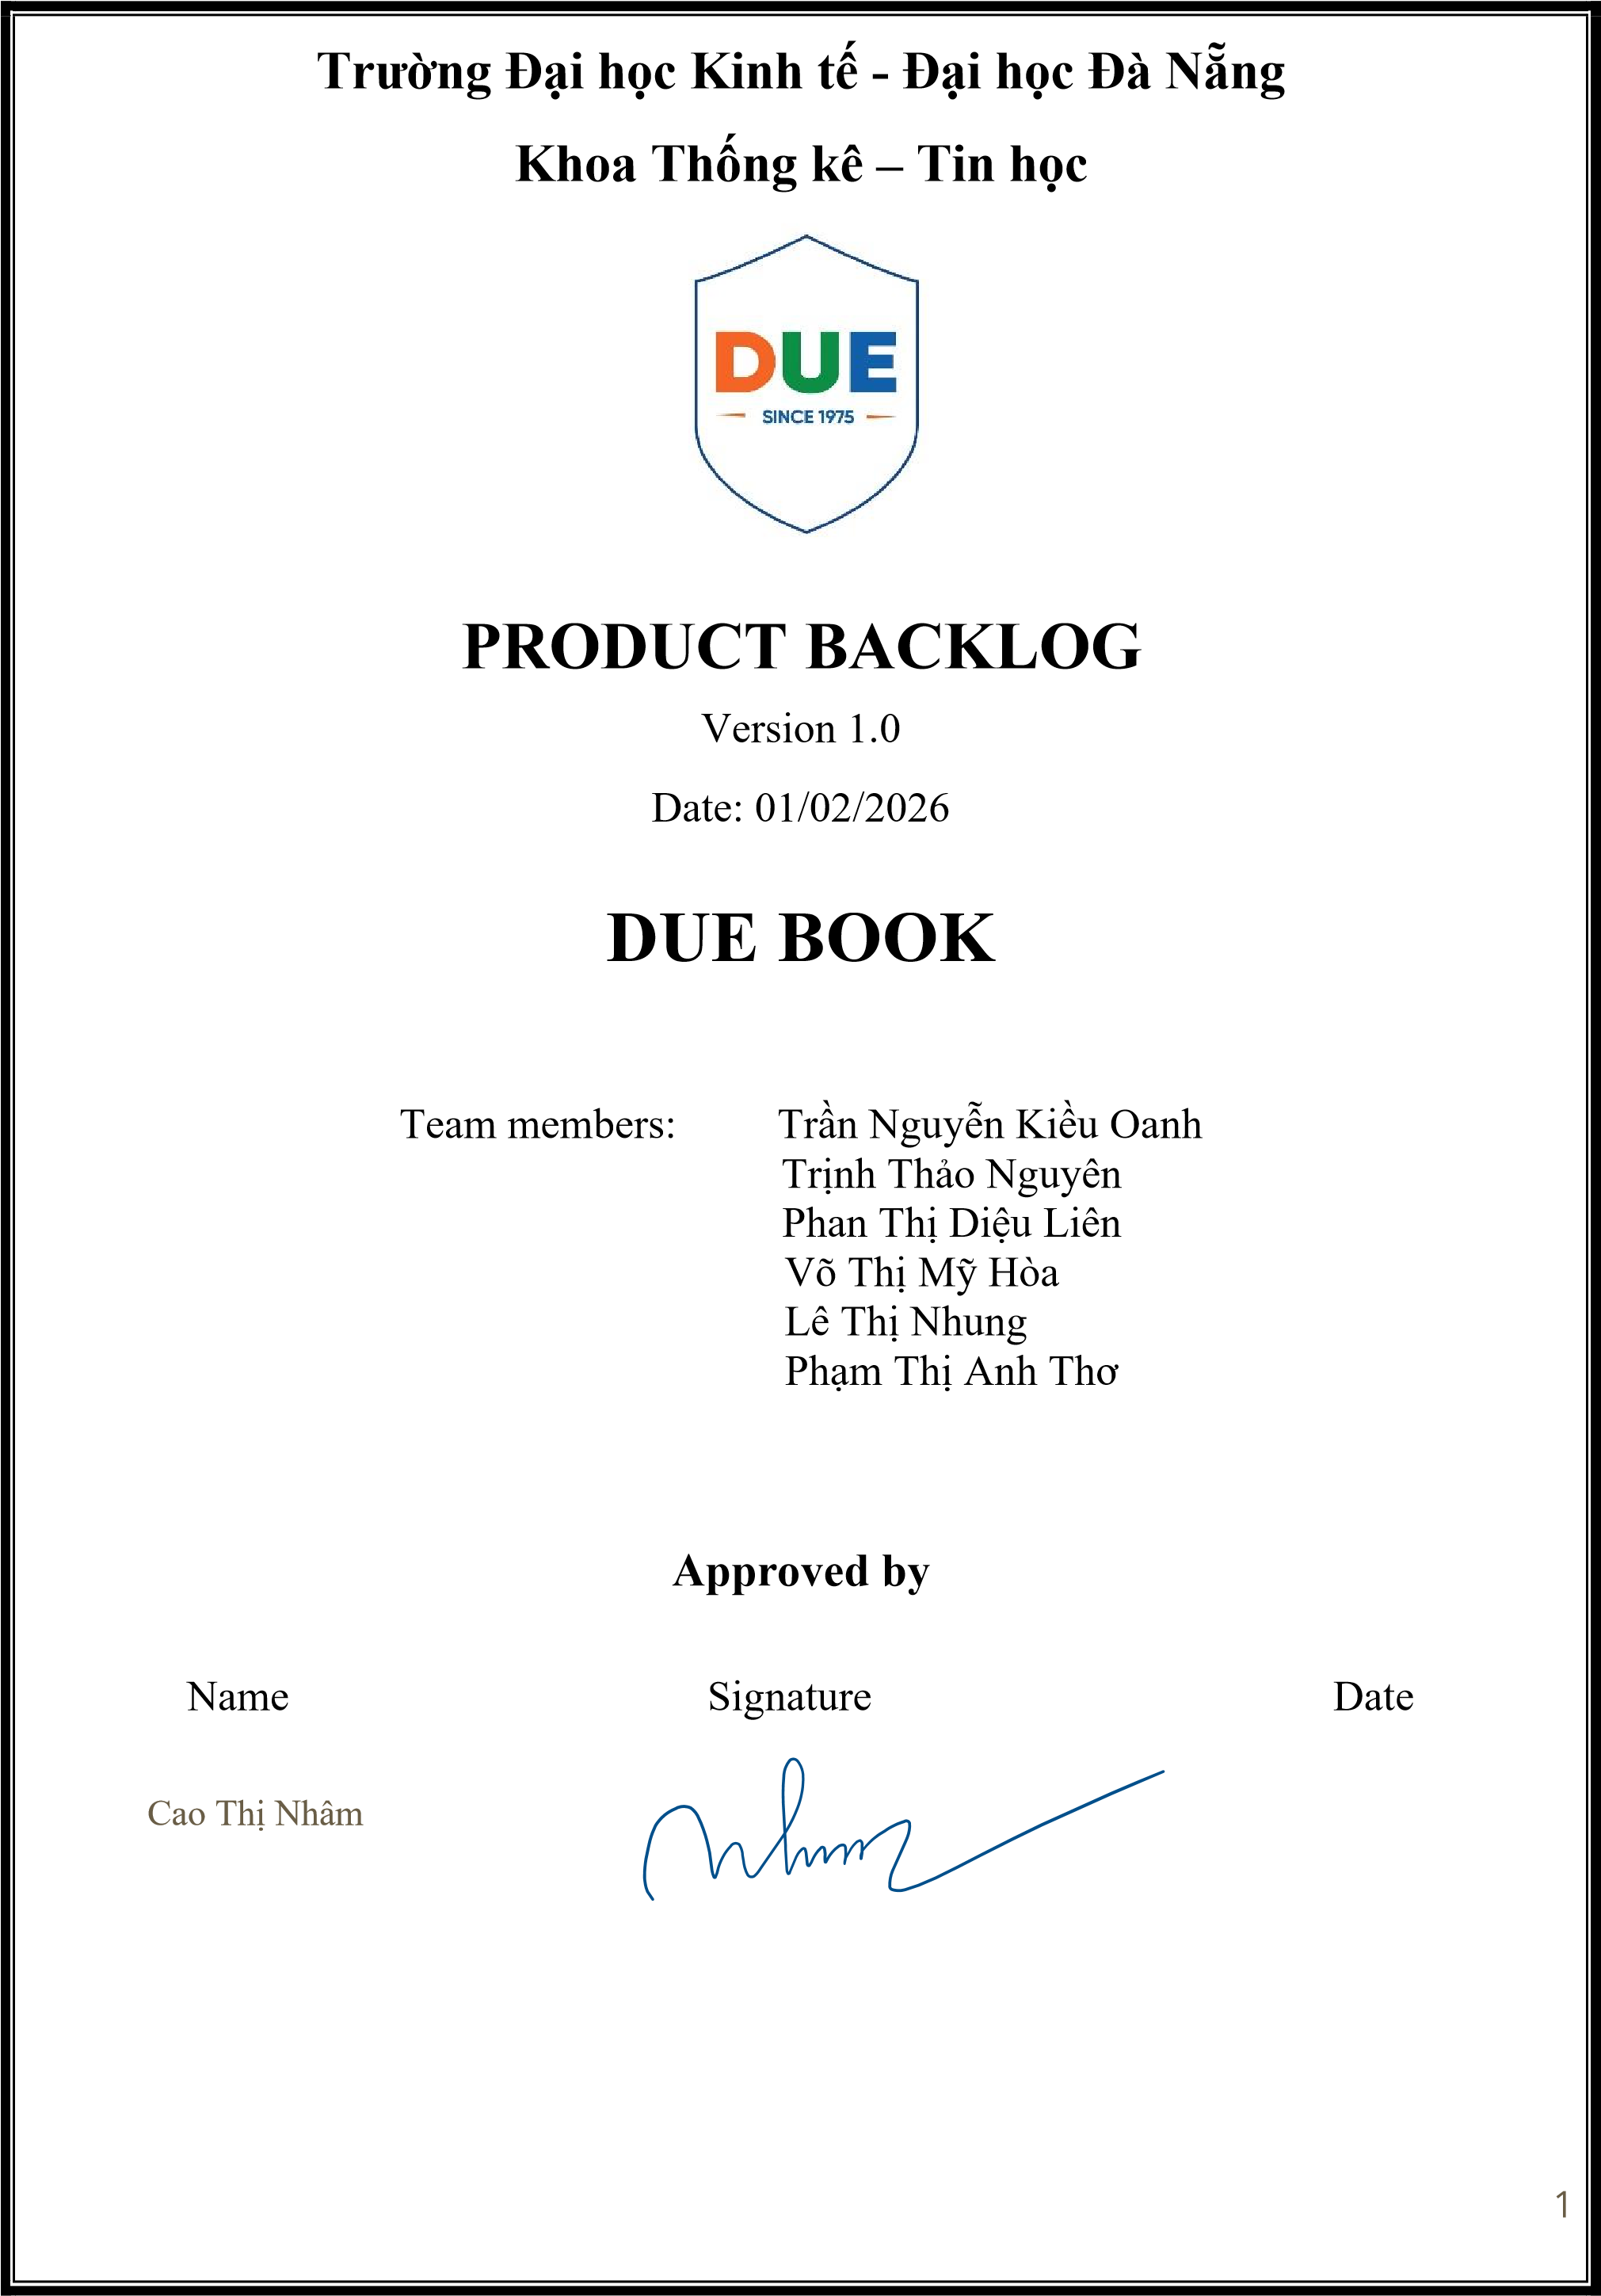 Trường Đại học Kinh tế - Đại học Đà Nẵng
Khoa Thống kê – Tin học
DUE
SINCE 1975
PRODUCT BACKLOG
Version 1.0
Date: 01/02/2026
DUE BOOK
Team members: Trần Nguyễn Kiều Oanh
Trịnh Thảo Nguyên
Phan Thị Diệu Liên
Võ Thị Mỹ Hòa
Lê Thị Nhung
Phạm Thị Anh Thơ
Approved by
Name Signature Date
Cao Thị Nhâm
1